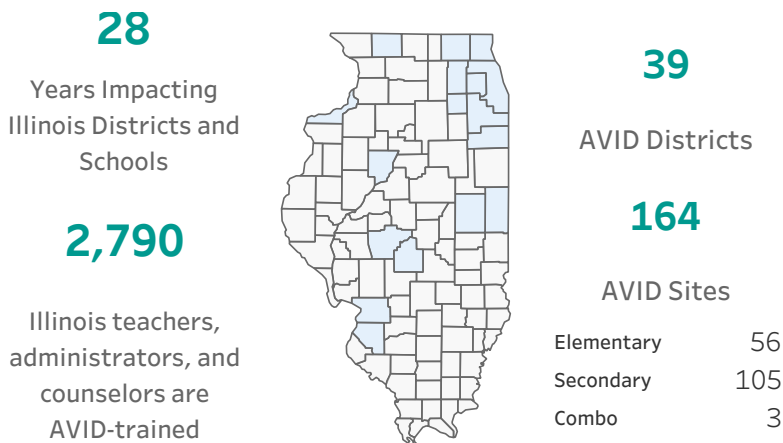 28
Years Impacting
Illinois Districts and
Schools
2,790
Illinois teachers,
administrators, and
counselors are
AVID-trained
39
AVID Districts
164
AVID Sites
Elementary 56
Secondary 105
Combo 3